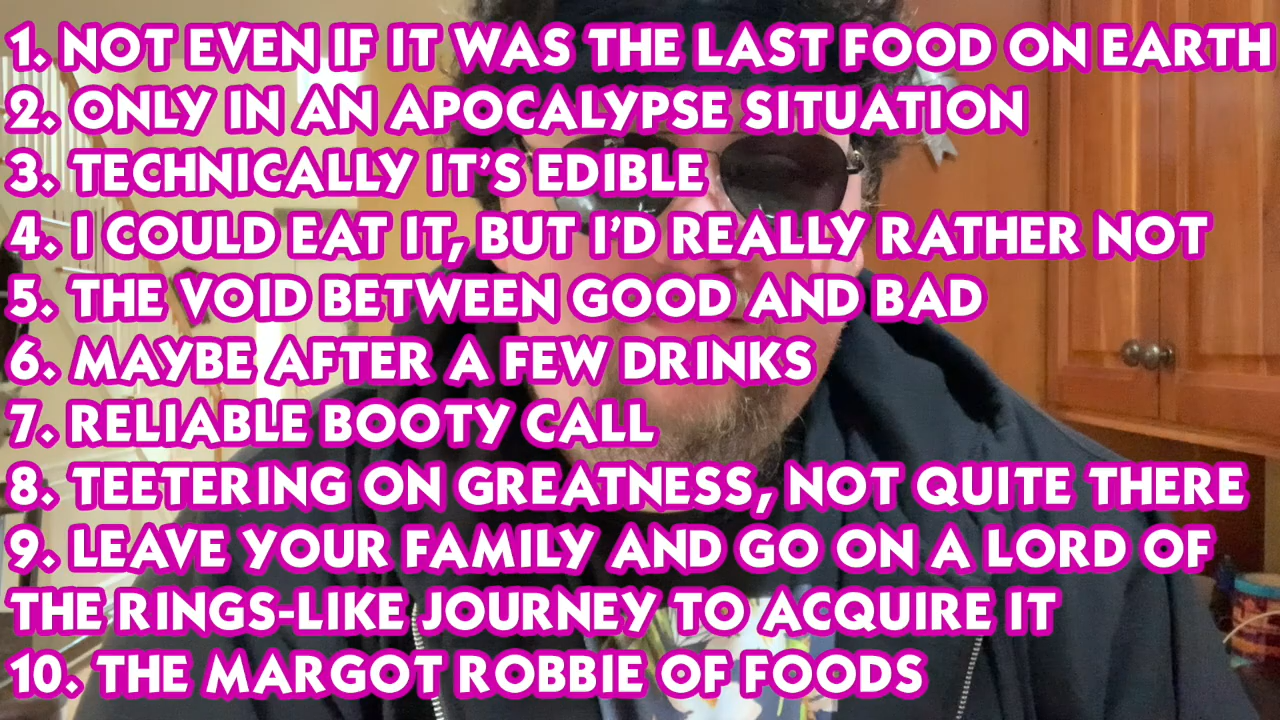 1. NOT EVEN IF IT WAS THE LAST FOOD ON EARTH
2. ONLY IN AN APOCALYPSE SITUATION
3. TECHNICALLY IT'S EDIBLE
4. I COULD EAT IT, BUT I'D REALLY RATHER NOT
5. THE VOID BETWEEN GOOD AND BAD
6. MAYBE AFTER A FEW DRINKS
7. RELIABLE BOOTY CALL
8. TEETERING ON GREATNESS, NOT QUITE THERE
9. LEAVE YOUR FAMILY AND GO ON A LORD OF
THE RINGS-LIKE JOURNEY TO ACQUIRE IT
10. THE MARGOT ROBBIE OF FOODS